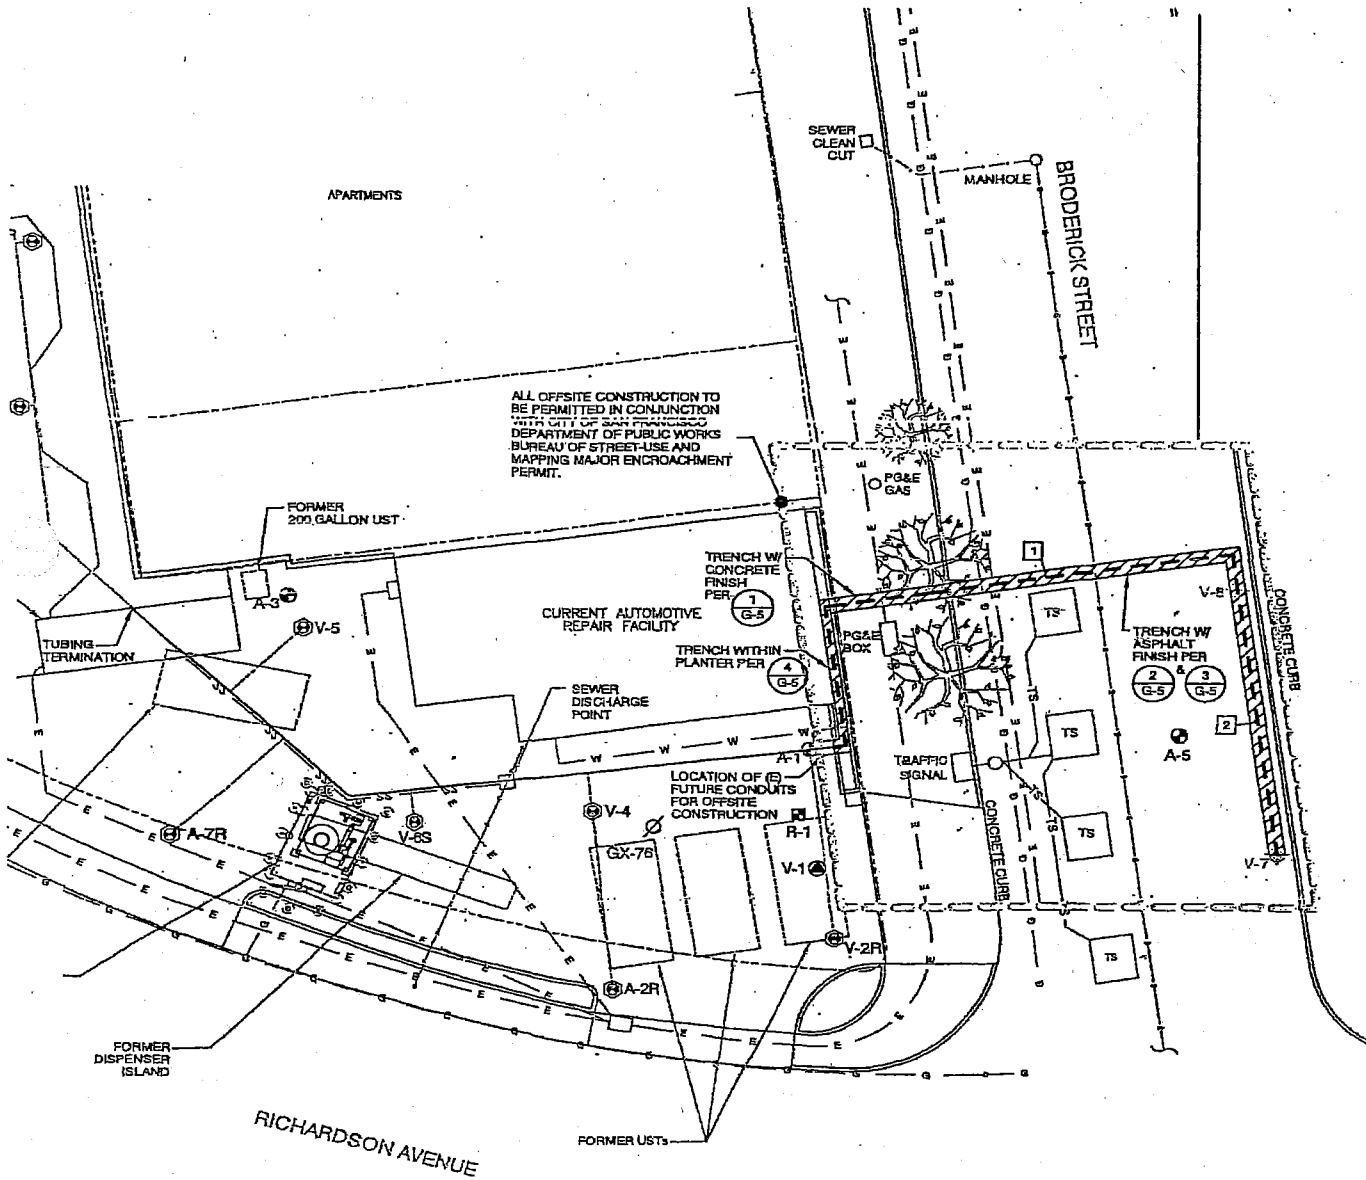 SEWER
CLEAN
OUT
MANHOLE
BRODERICK STREET
APARTMENTS
ALL OFFSITE CONSTRUCTION TO
BE PERMITTED IN CONJUNCTION
WITH CITY OF SAN FRANCISCO
DEPARTMENT OF PUBLIC WORKS
BUREAU OF STREET-USE AND
MAPPING MAJOR ENCROACHMENT
PERMIT.
PG&E
GAS
FORMER
200 GALLON UST
TRENCH W/
CONCRETE
FINISH
PER
1
G-5
1
A-3
V-5
CURRENT AUTOMOTIVE
REPAIR FACILITY
TUBING
TERMINATION
TRENCH WITHIN
PLANTER PER
4
G-5
PG&E
BOX
TS
V-8
CONCRETE CURB
TRENCH W/
ASPHALT
FINISH PER
&
2
G-5
3
G-5
SEWER
DISCHARGE
POINT
W W W W
A-1
TS
TS
2
A-5
TRAFFIC
SIGNAL
LOCATION OF (E)
FUTURE CONDUITS
FOR OFFSITE
CONSTRUCTION
CONCRETE CURB
TS
TS
TS
A-7R
V-6S
V-4
GX-76
R-1
V-1
V-7
TS
V-2R
TS
A-2R
FORMER
DISPENSER
ISLAND
FORMER USTs
RICHARDSON AVENUE